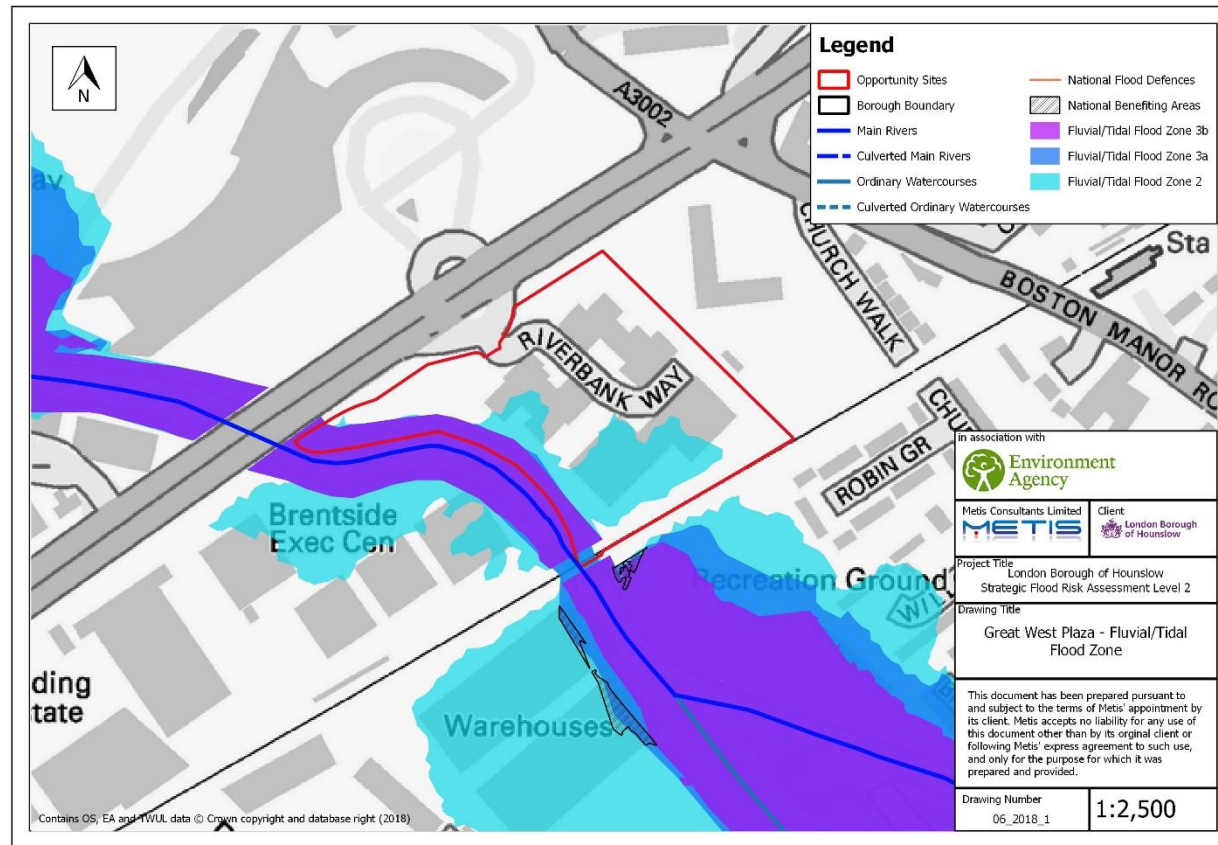 N
Legend
Opportunity Sites
Borough Boundary
Main Rivers
Culverted Main Rivers
Ordinary Watercourses
Culverted Ordinary Watercourses
National Flood Defences
National Benefiting Areas
Fluvial/Tidal Flood Zone 3b
Fluvial/Tidal Flood Zone 3a
Fluvial/Tidal Flood Zone 2
A3002
CHURCH WALK
Sta
BOSTON MANOR RO
RIVERBANK WAY
ROBIN GR
CHU
Brentside
Exec Cen
Recreation Ground
Warehouses
ding
state
in association with
Environment
Agency
Metis Consultants Limited
METIS
Client
London Borough
of Hounslow
Project Title
London Borough of Hounslow
Strategic Flood Risk Assessment Level 2
Drawing Title
Great West Plaza - Fluvial/Tidal
Flood Zone
This document has been prepared pursuant to
and subject to the terms of Metis' appointment by
its client. Metis accepts no liability for any use of
this document other than by its orginal client or
following Metis' express agreement to such use,
and only for the purpose for which it was
prepared and provided.
Drawing Number
06_2018_1
1:2,500
Contains OS, EA and TWUL data © Crown copyright and database right (2018)